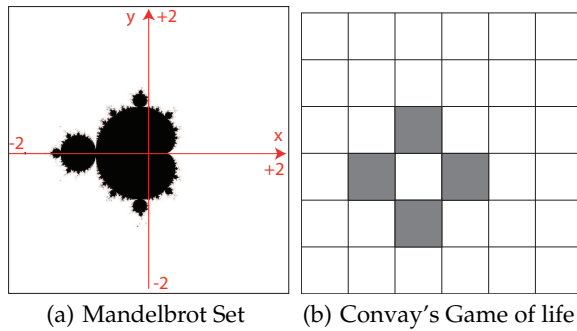 y
+2
-2
x
+2
-2
(a) Mandelbrot Set
(b) Convay's Game of life